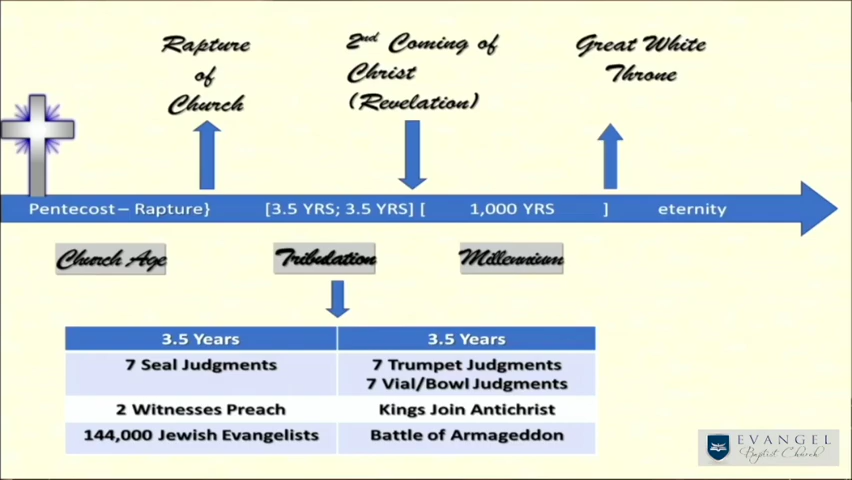 Rapture
of
Church
2nd Coming of
Christ
(Revelation)
Great White
Throne
Pentecost – Rapture} [3.5 YRS; 3.5 YRS] [ 1,000 YRS ] eternity
Church Age
Tribulation
Millennium
3.5 Years
3.5 Years
7 Seal Judgments
7 Trumpet Judgments
7 Vial/Bowl Judgments
2 Witnesses Preach
Kings Join Antichrist
144,000 Jewish Evangelists
Battle of Armageddon
EVANGEL
Baptist Church